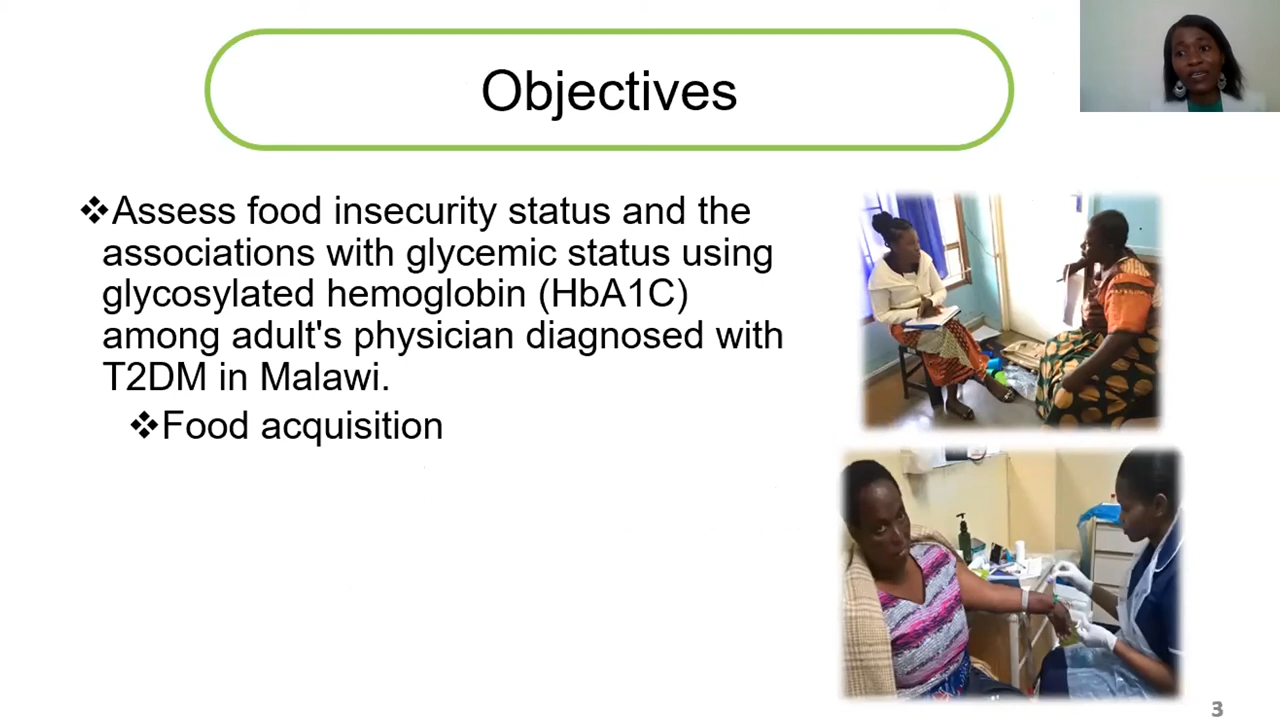 Objectives
❖Assess food insecurity status and the
associations with glycemic status using
glycosylated hemoglobin (HbA1C)
among adult's physician diagnosed with
T2DM in Malawi.
❖Food acquisition
3